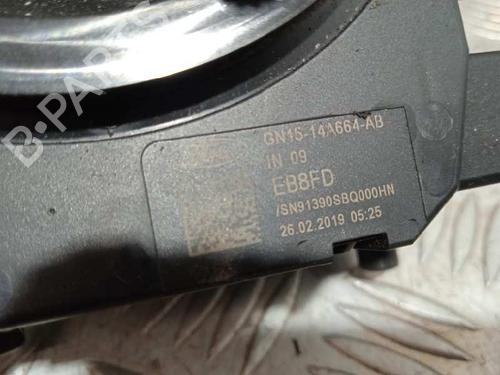 B-PARTS
GN15-14A664-AB
IN 09
EB8FD
/SN91390SBQ000HN
26.02.2019 05:25